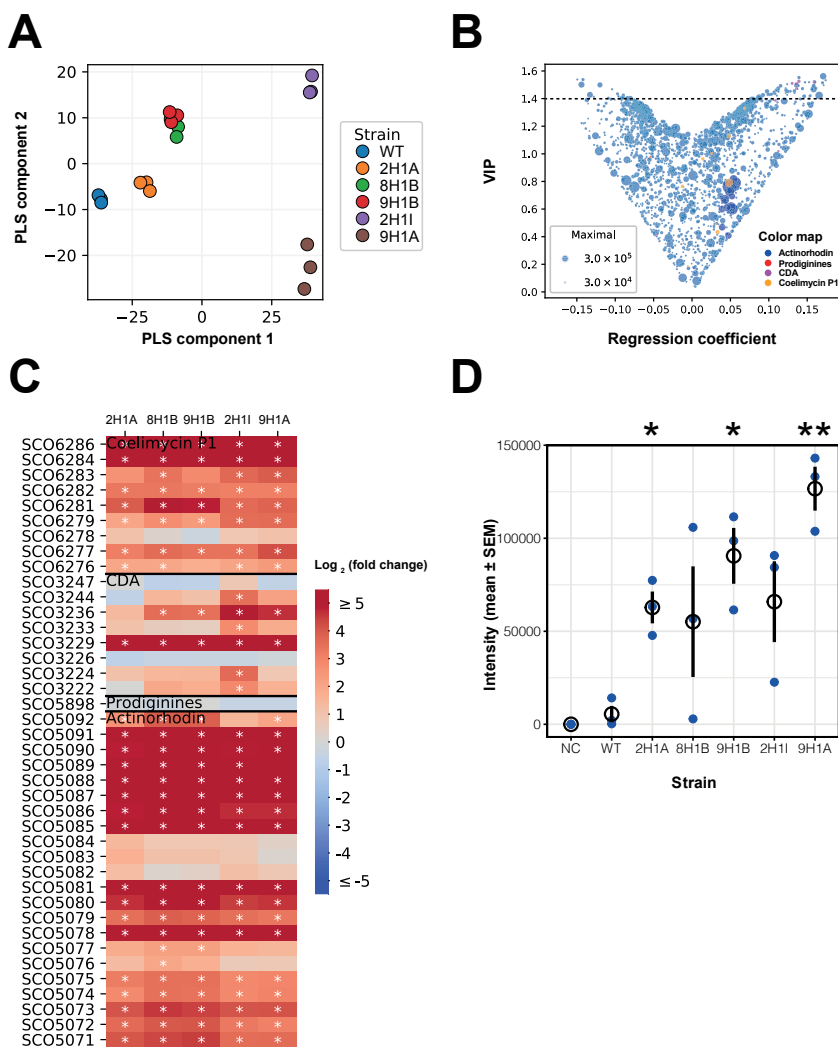 A
20
10
0
−10
−20
−25
0
25
PLS component 2
PLS component 1
Strain
WT
2H1A
8H1B
9H1B
2H1I
9H1A
B
1.6
1.4
1.2
1.0
0.8
0.6
0.4
0.2
0.0
−0.15
−0.10
−0.05
0.00
0.05
0.10
0.15
VIP
Regression coefficient
Maximal
3.0 × 10⁵
3.0 × 10⁴
Color map
Actinorhodin
Prodiginines
CDA
Coelimycin P1
C
2H1A 8H1B 9H1B 2H1I 9H1A
SCO6286
Coelimycin P1
SCO6284
SCO6283
SCO6282
SCO6281
SCO6279
SCO6278
SCO6277
SCO6276
SCO3247
CDA
SCO3244
SCO3236
SCO3233
SCO3229
SCO3226
SCO3224
SCO3222
SCO5898
Prodiginines
SCO5092
Actinorhodin
SCO5091
SCO5090
SCO5089
SCO5088
SCO5087
SCO5086
SCO5085
SCO5084
SCO5083
SCO5082
SCO5081
SCO5080
SCO5079
SCO5078
SCO5077
SCO5076
SCO5075
SCO5074
SCO5073
SCO5072
SCO5071
Log ₂ (fold change)
≥ 5
4
3
2
1
0
-1
-2
-3
-4
≤ -5
D
* * **
150000
100000
50000
0
Intensity (mean ± SEM)
NC WT 2H1A 8H1B 9H1B 2H1I 9H1A
Strain